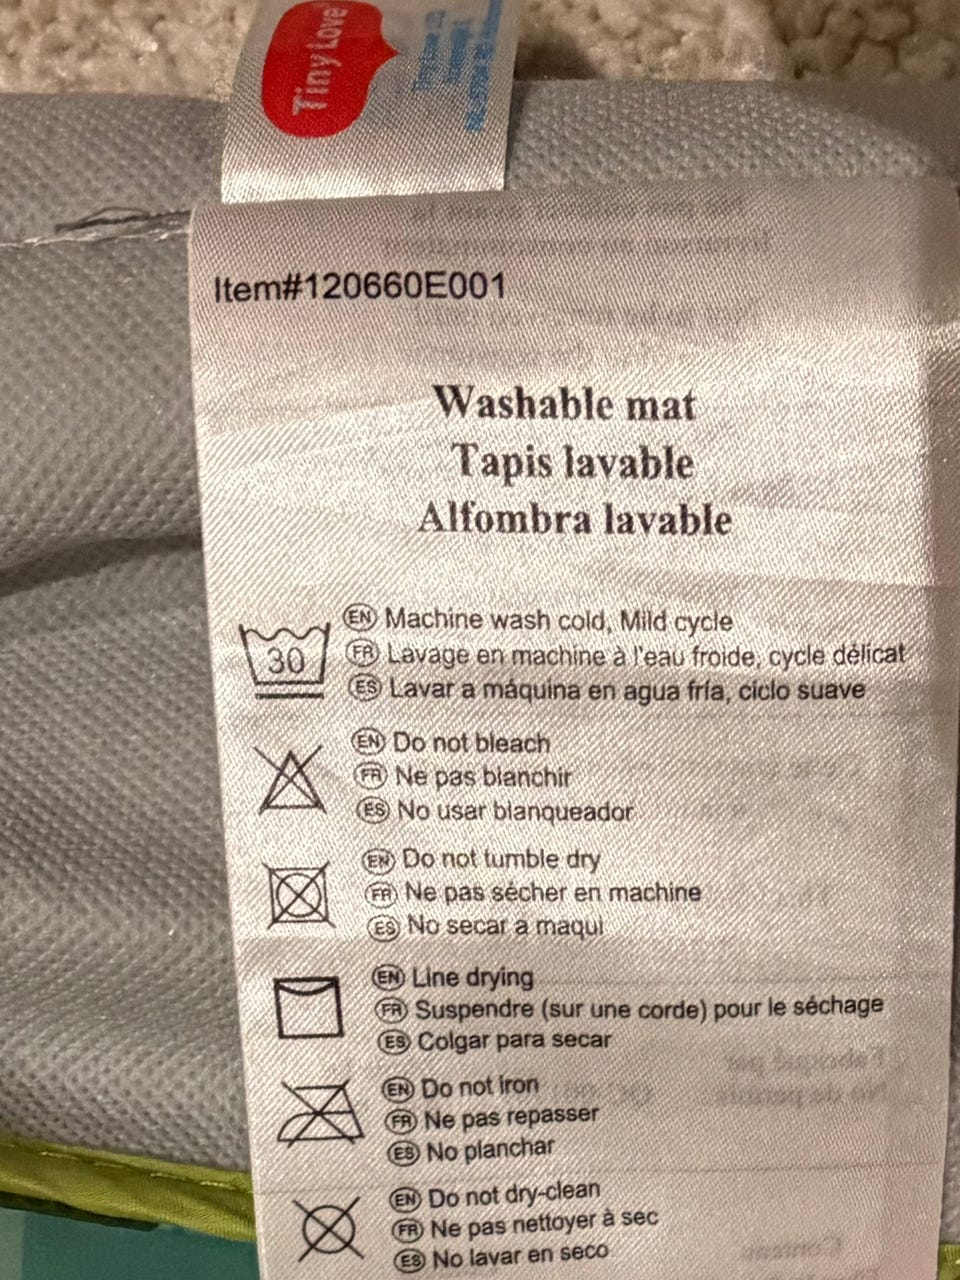 Tiny Love
Item#120660E001
Washable mat
Tapis lavable
Alfombra lavable
30
EN Machine wash cold, Mild cycle
FR Lavage en machine à l'eau froide, cycle délicat
ES Lavar a máquina en agua fría, ciclo suave
EN Do not bleach
FR Ne pas blanchir
ES No usar blanqueador
EN Do not tumble dry
FR Ne pas sécher en machine
ES No secar a maqui
EN Line drying
FR Suspendre (sur une corde) pour le séchage
ES Colgar para secar
EN Do not iron
FR Ne pas repasser
ES No planchar
EN Do not dry-clean
FR Ne pas nettoyer à sec
ES No lavar en seco